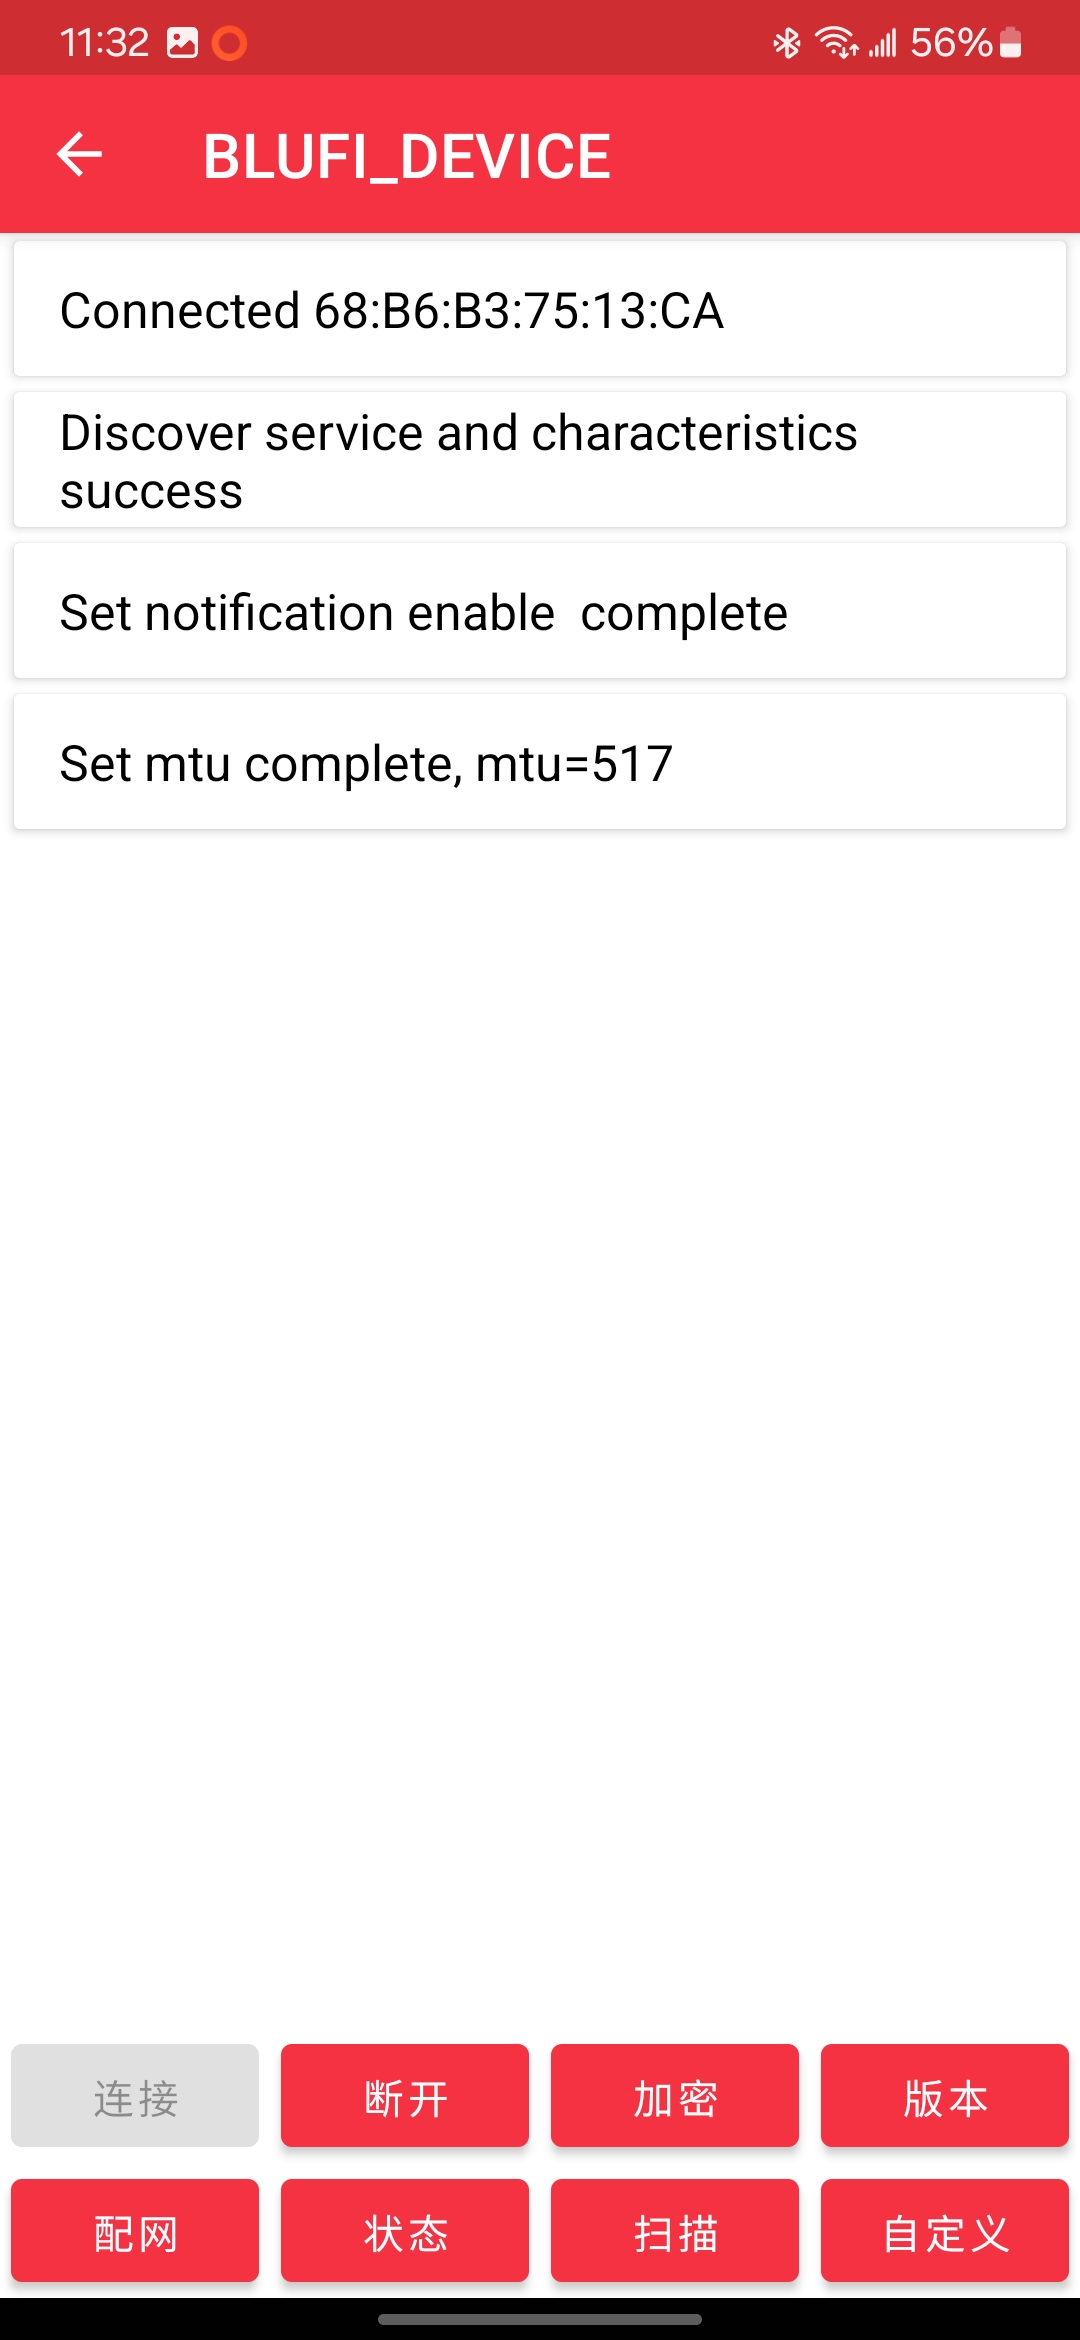 11:32
56%
BLUFI_DEVICE
Connected 68:B6:B3:75:13:CA
Discover service and characteristics
success
Set notification enable  complete
Set mtu complete, mtu=517
连接
断开
加密
版本
配网
状态
扫描
自定义